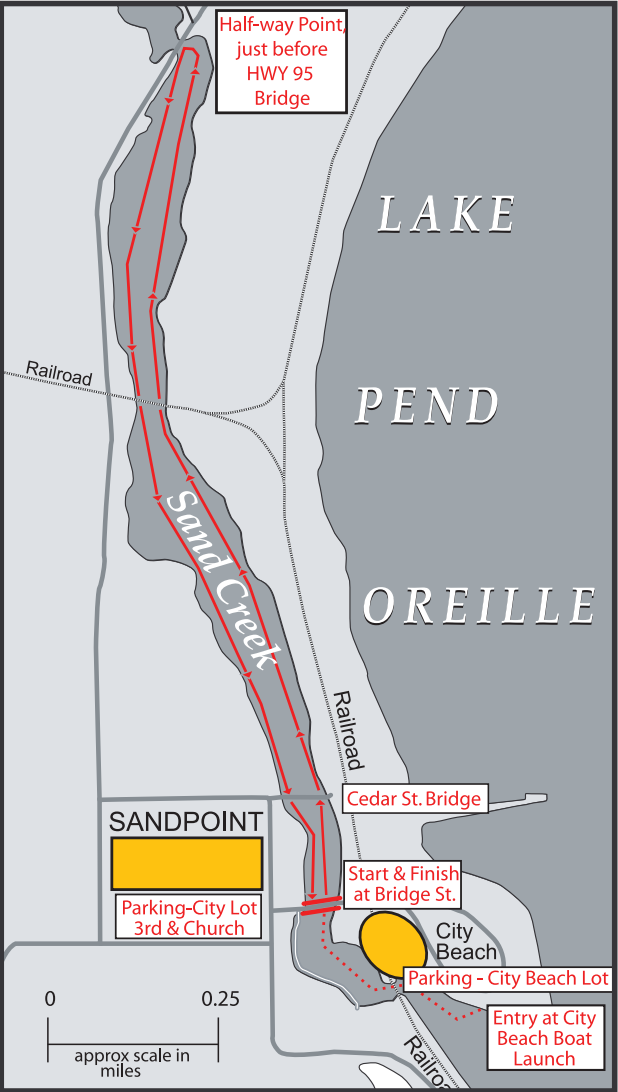 Half-way Point,
just before
HWY 95
Bridge
LAKE
PEND
OREILLE
Railroad
Sand Creek
Railroad
Cedar St. Bridge
SANDPOINT
Parking-City Lot
3rd & Church
Start & Finish
at Bridge St.
City
Beach
Parking - City Beach Lot
Entry at City
Beach Boat
Launch
0 0.25
approx scale in
miles